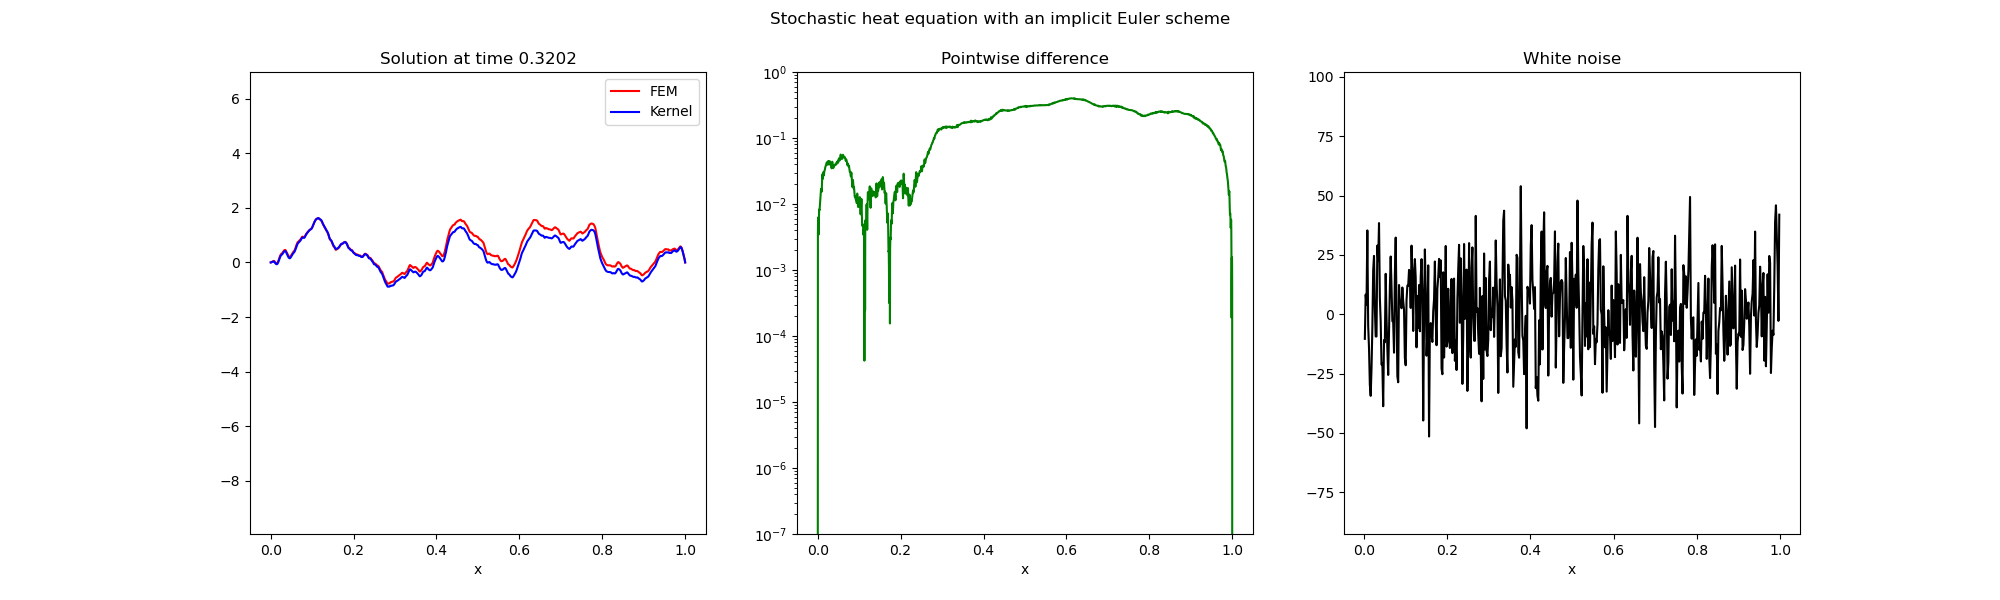 Stochastic heat equation with an implicit Euler scheme
Solution at time 0.3202
FEM
Kernel
6
4
2
0
−2
−4
−6
−8
0.0 0.2 0.4 0.6 0.8 1.0
x
Pointwise difference
10⁰
10⁻¹
10⁻²
10⁻³
10⁻⁴
10⁻⁵
10⁻⁶
10⁻⁷
0.0 0.2 0.4 0.6 0.8 1.0
x
White noise
100
75
50
25
0
−25
−50
−75
0.0 0.2 0.4 0.6 0.8 1.0
x